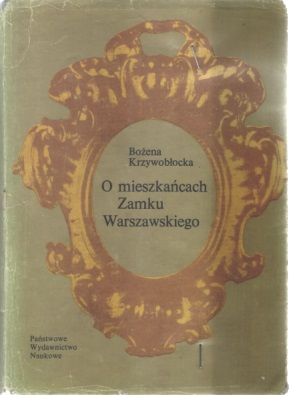 Bożena
Krzywobłocka
O mieszkańcach
Zamku
Warszawskiego
Państwowe
Wydawnictwo
Naukowe